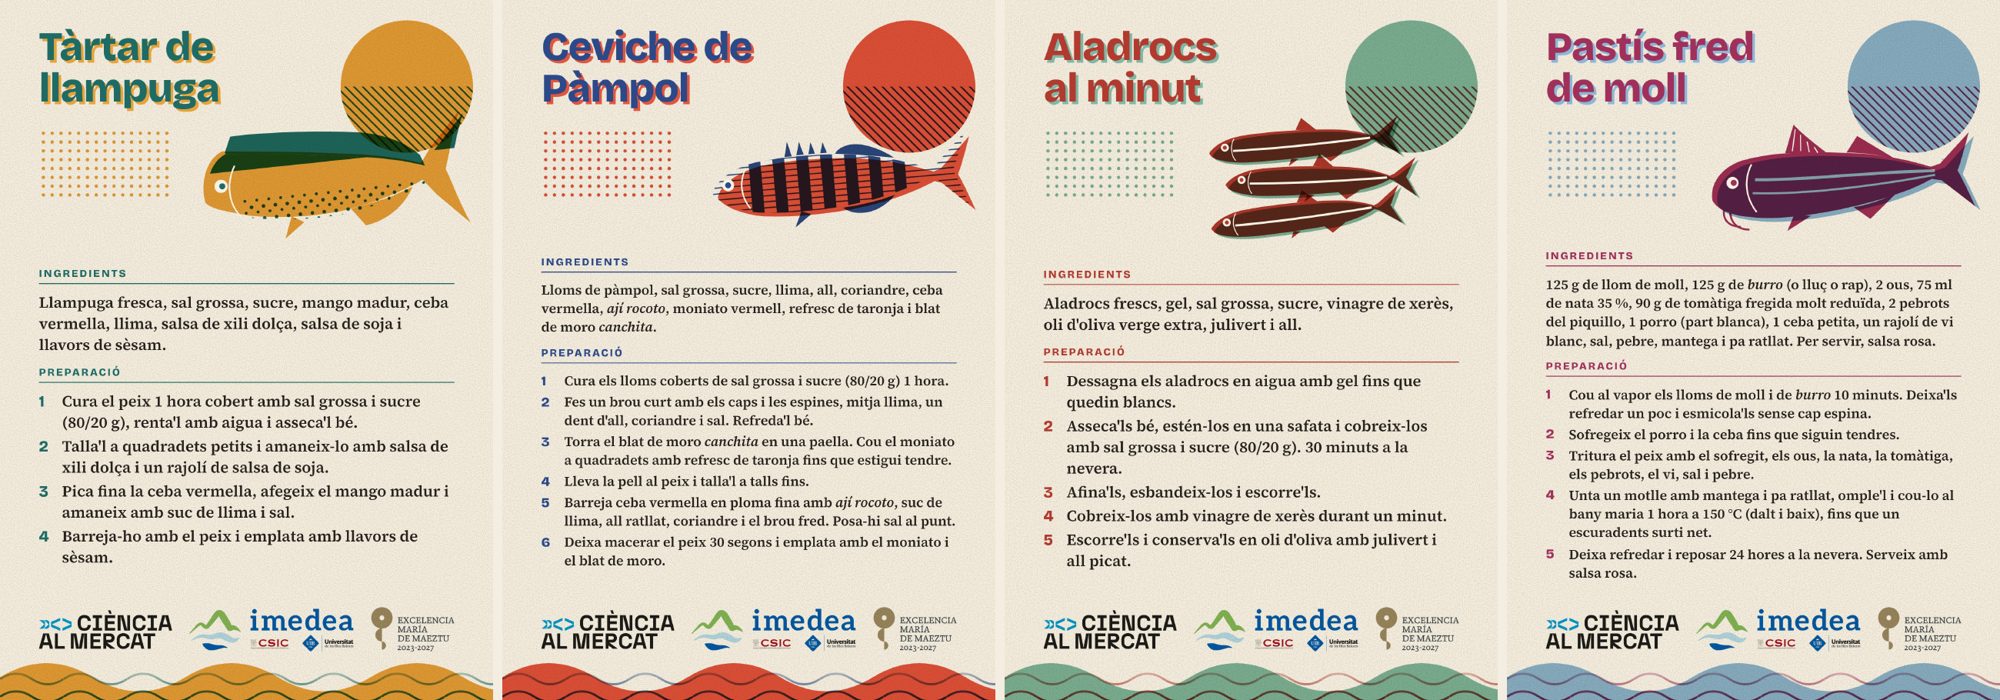 Tàrtar de
llampuga
INGREDIENTS
Llampuga fresca, sal grossa, sucre, mango madur, ceba
vermella, llima, salsa de xili dolça, salsa de soja i
llavors de sèsam.
PREPARACIÓ
1 Cura el peix 1 hora cobert amb sal grossa i sucre
(80/20 g), renta'l amb aigua i asseca'l bé.
2 Talla'l a quadradets petits i amaneix-lo amb salsa de
xili dolça i un rajolí de salsa de soja.
3 Pica fina la ceba vermella, afegeix el mango madur i
amaneix amb suc de llima i sal.
4 Barreja-ho amb el peix i emplata amb llavors de
sèsam.
CIÈNCIA
AL MERCAT
imedea
CSIC
Universitat
EXCELENCIA
MARÍA
DE MAEZTU
2023-2027
Ceviche de
Pàmpol
INGREDIENTS
Lloms de pàmpol, sal grossa, sucre, llima, all, coriandre, ceba
vermella, ají rocoto, moniato vermell, refresc de taronja i blat
de moro canchita.
PREPARACIÓ
1 Cura els lloms coberts de sal grossa i sucre (80/20 g) 1 hora.
2 Fes un brou curt amb els caps i les espines, mitja llima, un
dent d'all, coriandre i sal. Refreda'l bé.
3 Torra el blat de moro canchita en una paella. Cou el moniato
a quadradets amb refresc de taronja fins que estigui tendre.
4 Lleva la pell al peix i talla'l a talls fins.
5 Barreja ceba vermella en ploma fina amb ají rocoto, suc de
llima, all ratllat, coriandre i el brou fred. Posa-hi sal al punt.
6 Deixa macerar el peix 30 segons i emplata amb el moniato i
el blat de moro.
CIÈNCIA
AL MERCAT
imedea
CSIC
Universitat
EXCELENCIA
MARÍA
DE MAEZTU
2023-2027
Aladrocs
al minut
INGREDIENTS
Aladrocs frescs, gel, sal grossa, sucre, vinagre de xerès,
oli d'oliva verge extra, julivert i all.
PREPARACIÓ
1 Dessagna els aladrocs en aigua amb gel fins que
quedin blancs.
2 Asseca'ls bé, estén-los en una safata i cobreix-los
amb sal grossa i sucre (80/20 g). 30 minuts a la
nevera.
3 Afina'ls, esbandeix-los i escorre'ls.
4 Cobreix-los amb vinagre de xerès durant un minut.
5 Escorre'ls i conserva'ls en oli d'oliva amb julivert i
all picat.
CIÈNCIA
AL MERCAT
imedea
CSIC
Universitat
EXCELENCIA
MARÍA
DE MAEZTU
2023-2027
Pastís fred
de moll
INGREDIENTS
125 g de llom de moll, 125 g de burro (o lluç o rap), 2 ous, 75 ml
de nata 35 %, 90 g de tomàtiga fregida molt reduïda, 2 pebrots
del piquillo, 1 porro (part blanca), 1 ceba petita, un rajolí de vi
blanc, sal, pebre, mantega i pa ratllat. Per servir, salsa rosa.
PREPARACIÓ
1 Cou al vapor els lloms de moll i de burro 10 minuts. Deixa'ls
refredar un poc i esmicola'ls sense cap espina.
2 Sofregeix el porro i la ceba fins que siguin tendres.
3 Tritura el peix amb el sofregit, els ous, la nata, la tomàtiga,
els pebrots, el vi, sal i pebre.
4 Unta un motlle amb mantega i pa ratllat, omple'l i cou-lo al
bany maria 1 hora a 150 °C (dalt i baix), fins que un
escuradents surti net.
5 Deixa refredar i reposar 24 hores a la nevera. Serveix amb
salsa rosa.
CIÈNCIA
AL MERCAT
imedea
CSIC
Universitat
EXCELENCIA
MARÍA
DE MAEZTU
2023-2027